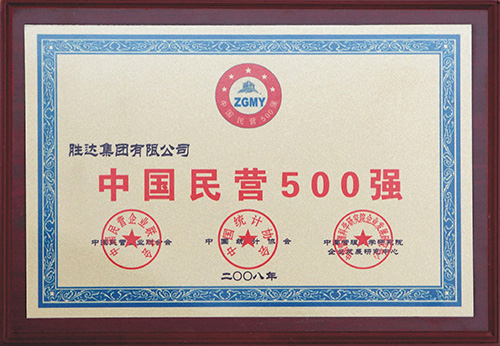 ZGMY
中国民营500强
胜达集团有限公司
中国民营500强
中国民营企业联合会
中国统计协会
中国管理科学研究院
企业发展研究中心
二〇〇八年